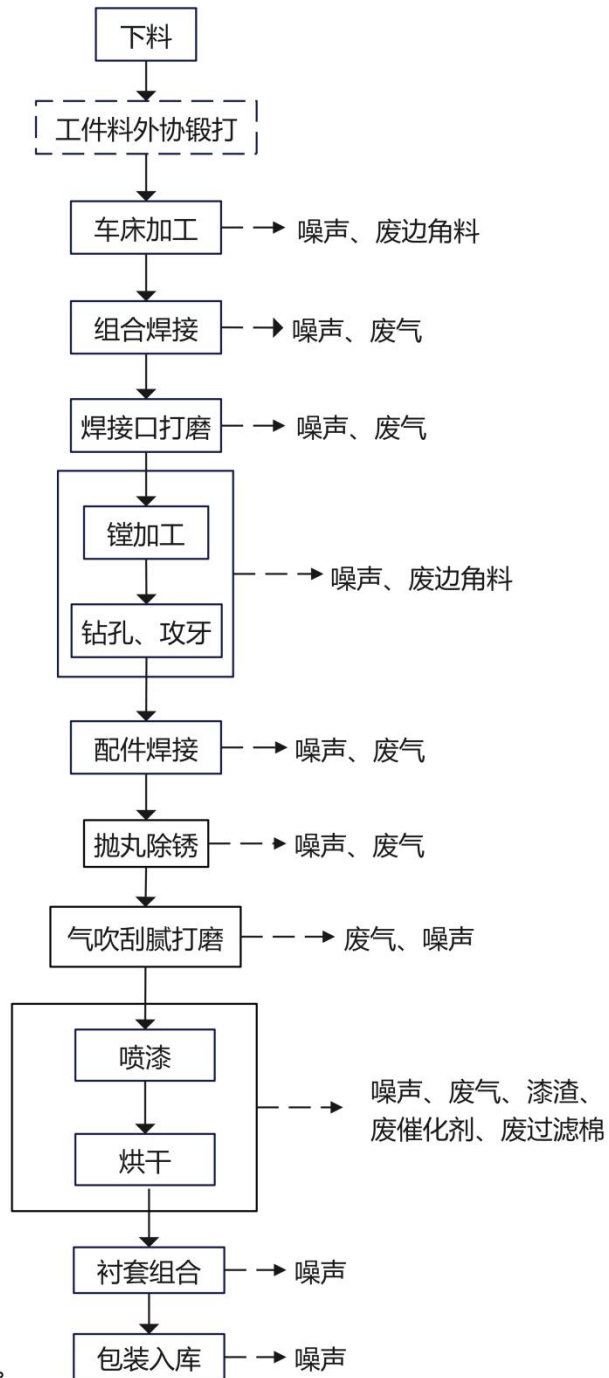 下料
工件料外协锻打
车床加工
噪声、废边角料
组合焊接
噪声、废气
焊接口打磨
噪声、废气
镗加工
噪声、废边角料
钻孔、攻牙
配件焊接
噪声、废气
抛丸除锈
噪声、废气
气吹刮腻打磨
废气、噪声
喷漆
噪声、废气、漆渣、
废催化剂、废过滤棉
烘干
衬套组合
噪声
包装入库
噪声
。